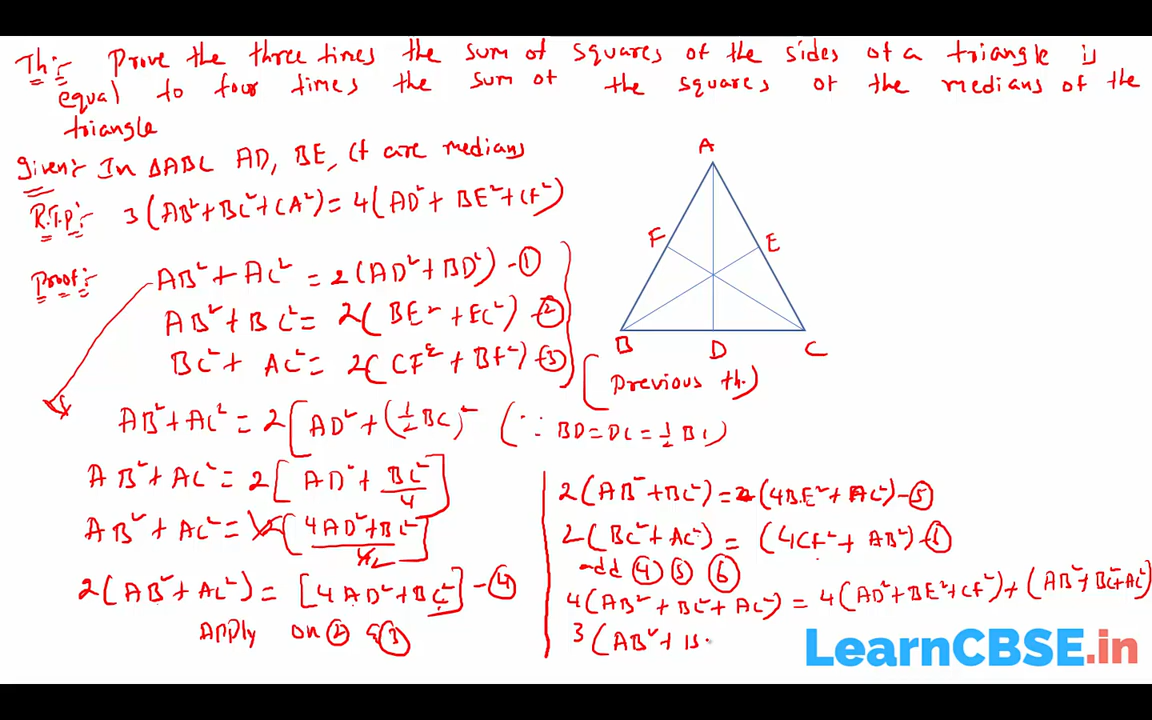 Th:- Prove the three times the sum of squares of the sides of a triangle is
equal to four times the sum of the squares of the medians of the
triangle
Given:- In ΔABC AD, BE, CF are medians
R.T.P:- 3(AB²+BC²+CA²)=4(AD²+BE²+CF²)
Proof:- AB²+AC² = 2(AD²+BD²) -①
AB²+BC² = 2(BE²+EC²) -②
BC²+AC² = 2(CF²+BF²) -③
(Previous th.)
AB²+AC² = 2[AD²+(½BC)² (∵ BD=DC=½BC)
AB²+AC² = 2[AD²+BC²/4]
AB²+AC² = 2[4AD²+BC²/4 2]
2(AB²+AC²) = [4AD²+BC²] -④
Apply on ② & ③
2(AB²+BC²) = (4BE²+AC²) -⑤
2(BC²+AC²) = (4CF²+AB²)
add ④ ⑤ ⑥
4(AB²+BC²+AC²) = 4(AD²+BE²+CF²)+(AB²+BC²+AC²)
3(AB²+B
A
F
E
B
D
C
LearnCBSE.in